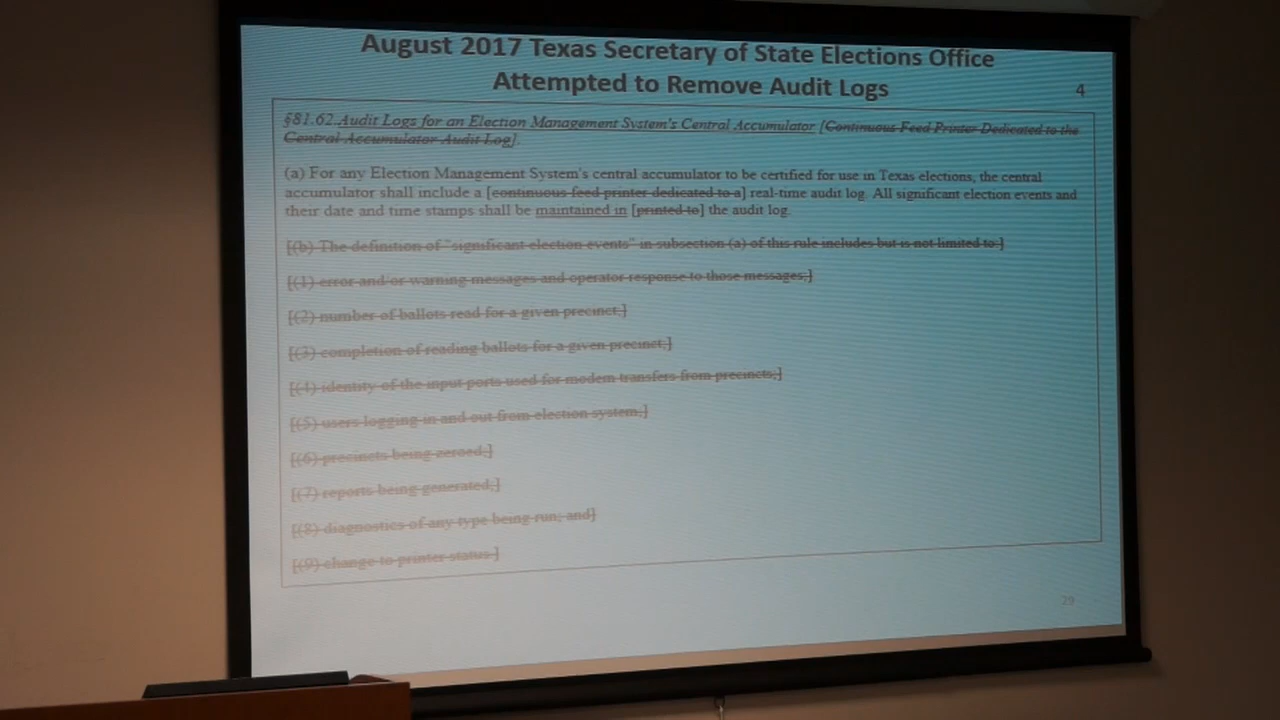 August 2017 Texas Secretary of State Elections Office
Attempted to Remove Audit Logs
4
§81.62 Audit Logs for an Election Management System's Central Accumulator [Continuous Feed Printer Dedicated to the
Central Accumulator Audit Log].
(a) For any Election Management System's central accumulator to be certified for use in Texas elections, the central
accumulator shall include a [continuous feed printer dedicated to a] real-time audit log. All significant election events and
their date and time stamps shall be maintained in [printed to] the audit log.
[(b) The definition of "significant election events" in subsection (a) of this rule includes but is not limited to:]
[(1) error and/or warning messages and operator response to those messages;]
[(2) number of ballots read for a given precinct;]
[(3) completion of reading ballots for a given precinct;]
[(4) identity of the input ports used for modem transfers from precincts;]
[(5) users logging in and out from election system;]
[(6) precincts being zeroed;]
[(7) reports being generated;]
[(8) diagnostics of any type being run; and]
[(9) change to printer status.]
29